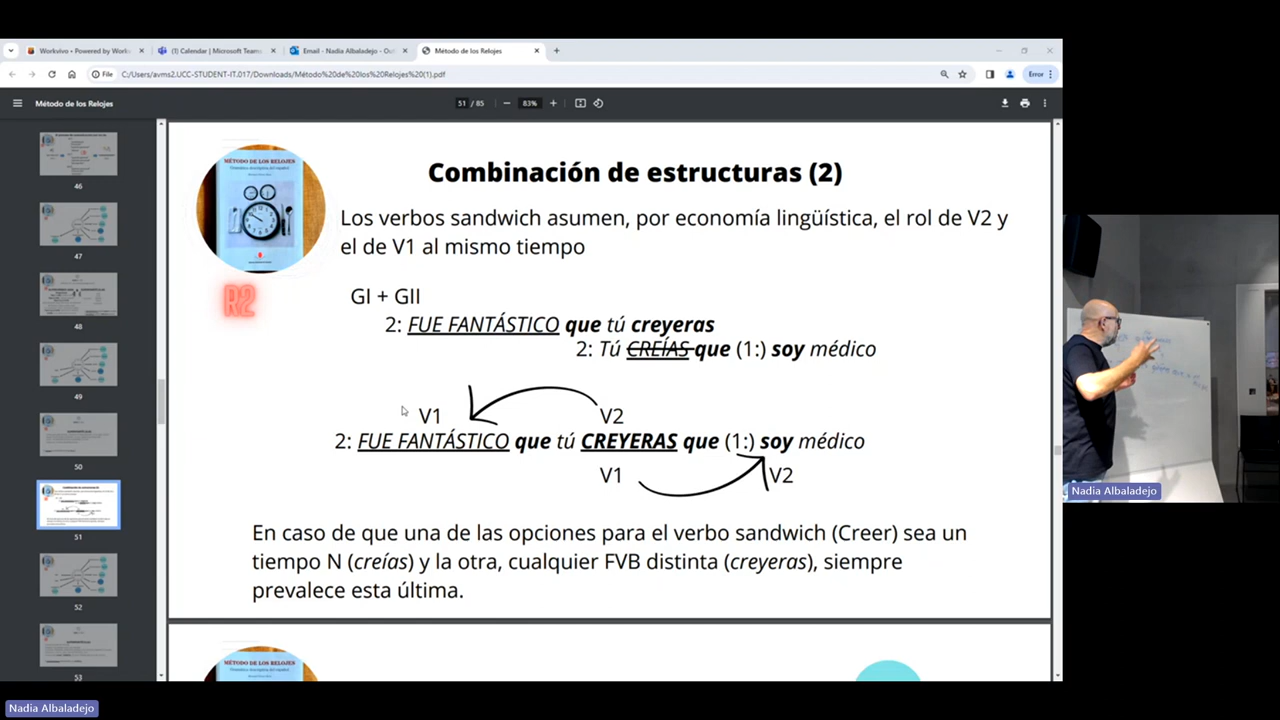 Workvivo • Powered by Work
(1) Calendar | Microsoft Teams
Email - Nadia Albaladejo - Ou
Método de los Relojes
File
C:/Users/avms2.UCC-STUDENT-IT.017/Downloads/Método%20de%20los%20Relojes%20(1).pdf
Error
Método de los Relojes
51 / 85
83%
46
47
48
49
50
51
52
53
MÉTODO DE LOS RELOJES
Combinación de estructuras (2)
Los verbos sandwich asumen, por economía lingüística, el rol de V2 y
el de V1 al mismo tiempo
R2
GI + GII
2: FUE FANTÁSTICO que tú creyeras
2: Tú CREÍAS que (1:) soy médico
V1 V2
2: FUE FANTÁSTICO que tú CREYERAS que (1:) soy médico
V1 V2
En caso de que una de las opciones para el verbo sandwich (Creer) sea un
tiempo N (creías) y la otra, cualquier FVB distinta (creyeras), siempre
prevalece esta última.
Nadia Albaladejo
Nadia Albaladejo